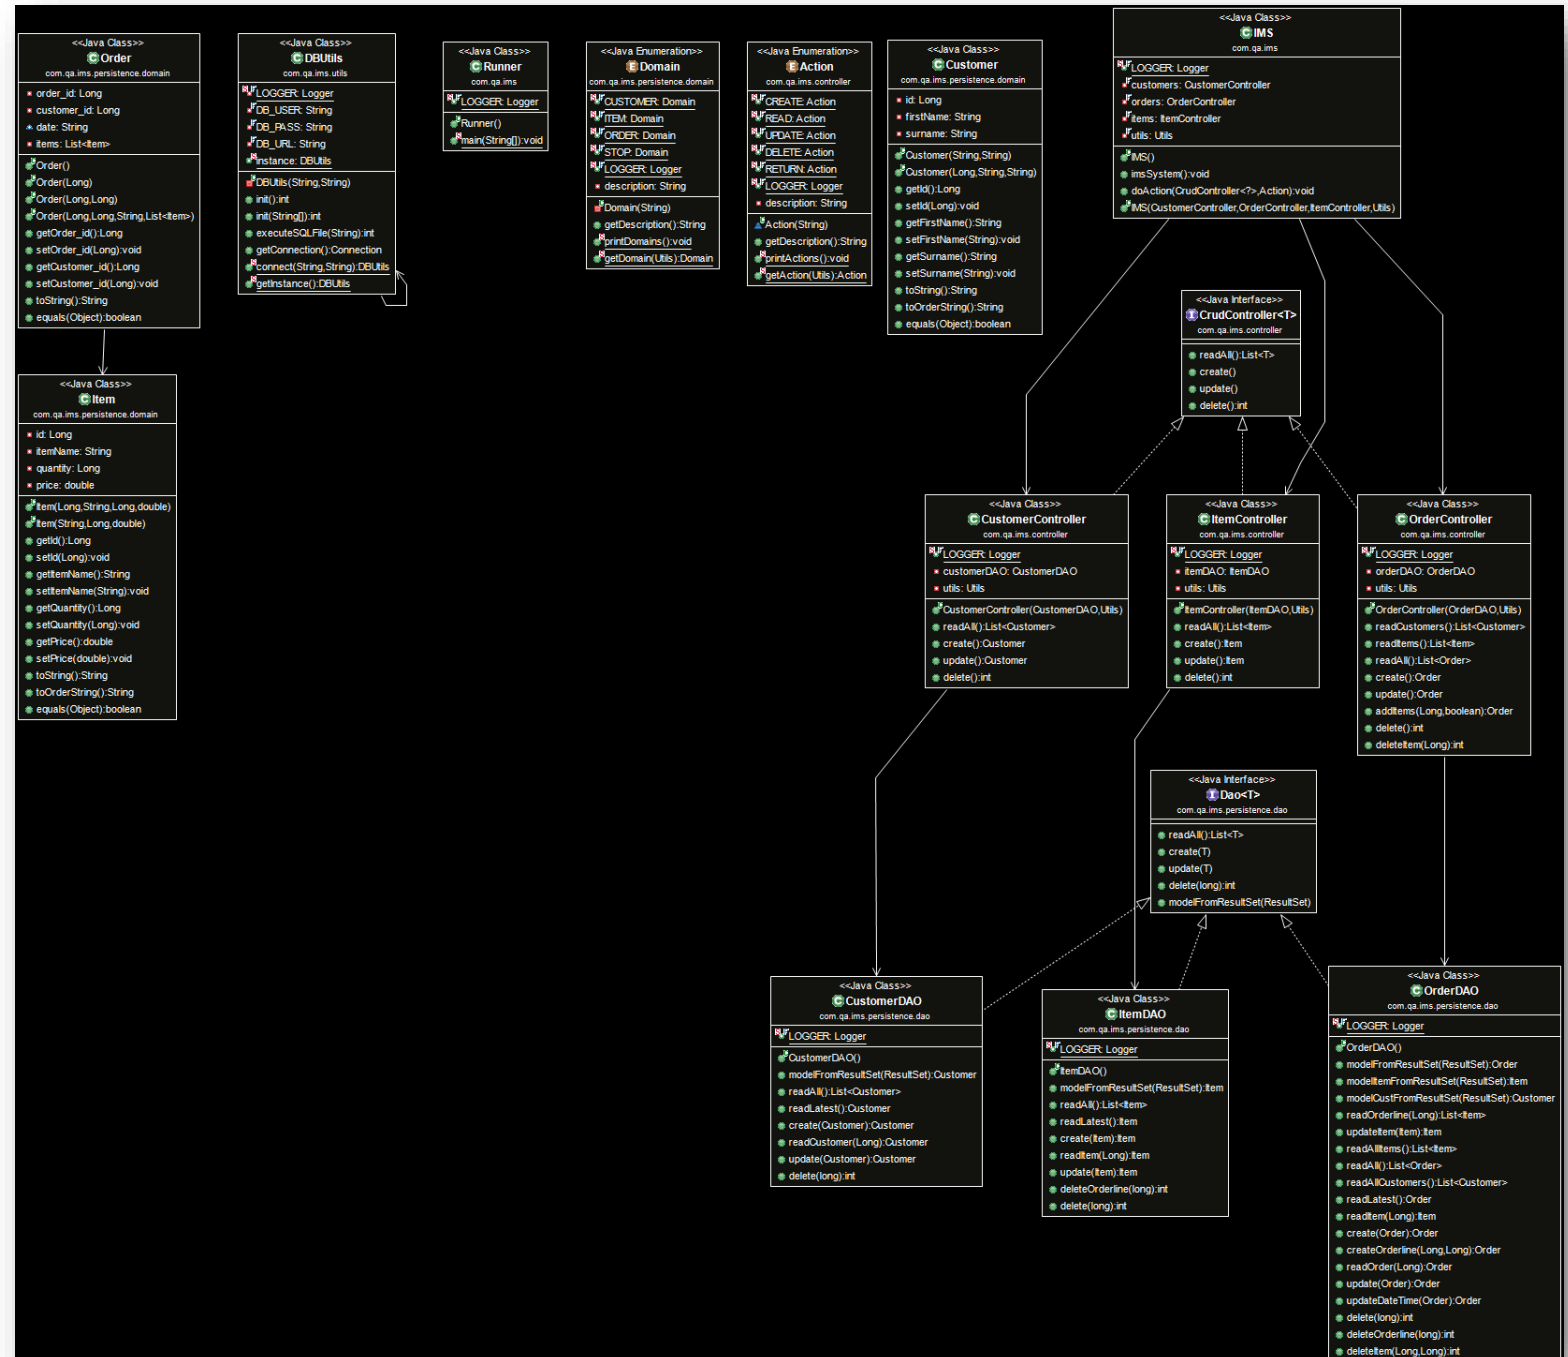 <<Java Class>>
Order
com.qa.ims.persistence.domain
order_id: Long
customer_id: Long
date: String
items: List<Item>
Order()
Order(Long)
Order(Long,Long)
Order(Long,Long,String,List<Item>)
getOrder_id():Long
setOrder_id(Long):void
getCustomer_id():Long
setCustomer_id(Long):void
toString():String
equals(Object):boolean
<<Java Class>>
Item
com.qa.ims.persistence.domain
id: Long
itemName: String
quantity: Long
price: double
Item(Long,String,Long,double)
Item(String,Long,double)
getId():Long
setId(Long):void
getItemName():String
setItemName(String):void
getQuantity():Long
setQuantity(Long):void
getPrice():double
setPrice(double):void
toString():String
toOrderString():String
equals(Object):boolean
<<Java Class>>
DBUtils
com.qa.ims.utils
LOGGER: Logger
DB_USER: String
DB_PASS: String
DB_URL: String
instance: DBUtils
DBUtils(String,String)
init():int
init(String[]):int
executeSQLFile(String):int
getConnection():Connection
connect(String,String):DBUtils
getInstance():DBUtils
<<Java Class>>
Runner
com.qa.ims
LOGGER: Logger
Runner()
main(String[]):void
<<Java Enumeration>>
Domain
com.qa.ims.persistence.domain
CUSTOMER: Domain
ITEM: Domain
ORDER: Domain
STOP: Domain
LOGGER: Logger
description: String
Domain(String)
getDescription():String
printDomains():void
getDomain(Utils):Domain
<<Java Enumeration>>
Action
com.qa.ims.controller
CREATE: Action
READ: Action
UPDATE: Action
DELETE: Action
RETURN: Action
LOGGER: Logger
description: String
Action(String)
getDescription():String
printActions():void
getAction(Utils):Action
<<Java Class>>
Customer
com.qa.ims.persistence.domain
id: Long
firstName: String
surname: String
Customer(String,String)
Customer(Long,String,String)
getId():Long
setId(Long):void
getFirstName():String
setFirstName(String):void
getSurname():String
setSurname(String):void
toString():String
toOrderString():String
equals(Object):boolean
<<Java Class>>
IMS
com.qa.ims
LOGGER: Logger
customers: CustomerController
orders: OrderController
items: ItemController
utils: Utils
IMS()
imsSystem():void
doAction(CrudController<?>,Action):void
IMS(CustomerController,OrderController,ItemController,Utils)
<<Java Interface>>
CrudController<T>
com.qa.ims.controller
readAll():List<T>
create()
update()
delete():int
<<Java Class>>
CustomerController
com.qa.ims.controller
LOGGER: Logger
customerDAO: CustomerDAO
utils: Utils
CustomerController(CustomerDAO,Utils)
readAll():List<Customer>
create():Customer
update():Customer
delete():int
<<Java Class>>
ItemController
com.qa.ims.controller
LOGGER: Logger
itemDAO: ItemDAO
utils: Utils
ItemController(ItemDAO,Utils)
readAll():List<Item>
create():Item
update():Item
delete():int
<<Java Class>>
OrderController
com.qa.ims.controller
LOGGER: Logger
orderDAO: OrderDAO
utils: Utils
OrderController(OrderDAO,Utils)
readCustomers():List<Customer>
readItems():List<Item>
readAll():List<Order>
create():Order
update():Order
addItems(Long,boolean):Order
delete():int
deleteItem(Long):int
<<Java Interface>>
Dao<T>
com.qa.ims.persistence.dao
readAll():List<T>
create(T)
update(T)
delete(long):int
modelFromResultSet(ResultSet)
<<Java Class>>
CustomerDAO
com.qa.ims.persistence.dao
LOGGER: Logger
CustomerDAO()
modelFromResultSet(ResultSet):Customer
readAll():List<Customer>
readLatest():Customer
create(Customer):Customer
readCustomer(Long):Customer
update(Customer):Customer
delete(long):int
<<Java Class>>
ItemDAO
com.qa.ims.persistence.dao
LOGGER: Logger
ItemDAO()
modelFromResultSet(ResultSet):Item
readAll():List<Item>
readLatest():Item
create(Item):Item
readItem(Long):Item
update(Item):Item
deleteOrderline(long):int
delete(long):int
<<Java Class>>
OrderDAO
com.qa.ims.persistence.dao
LOGGER: Logger
OrderDAO()
modelFromResultSet(ResultSet):Order
modelItemFromResultSet(ResultSet):Item
modelCustFromResultSet(ResultSet):Customer
readOrderline(Long):List<Item>
updateItem(Item):Item
readAllItems():List<Item>
readAll():List<Order>
readAllCustomers():List<Customer>
readLatest():Order
readItem(Long):Item
create(Order):Order
createOrderline(Long,Long):Order
readOrder(Long):Order
update(Order):Order
updateDateTime(Order):Order
delete(long):int
deleteOrderline(long):int
deleteItem(Long,Long):int